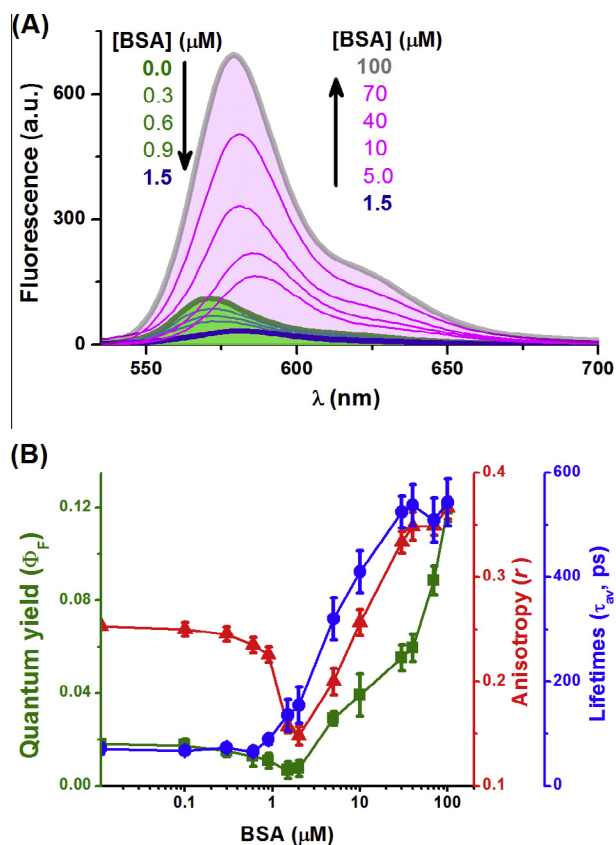 (A)
[BSA] (μM)
0.0
0.3
0.6
0.9
1.5
[BSA] (μM)
100
70
40
10
5.0
1.5
Fluorescence (a.u.)
600
300
0
550 600 650 700
λ (nm)
(B)
Quantum yield (Φ_F)
0.12
0.08
0.04
0.00
0.1 1 10 100
BSA (μM)
0.4
0.3
0.2
0.1
Anisotropy (r)
600
400
200
0
Lifetimes (τ_av, ps)